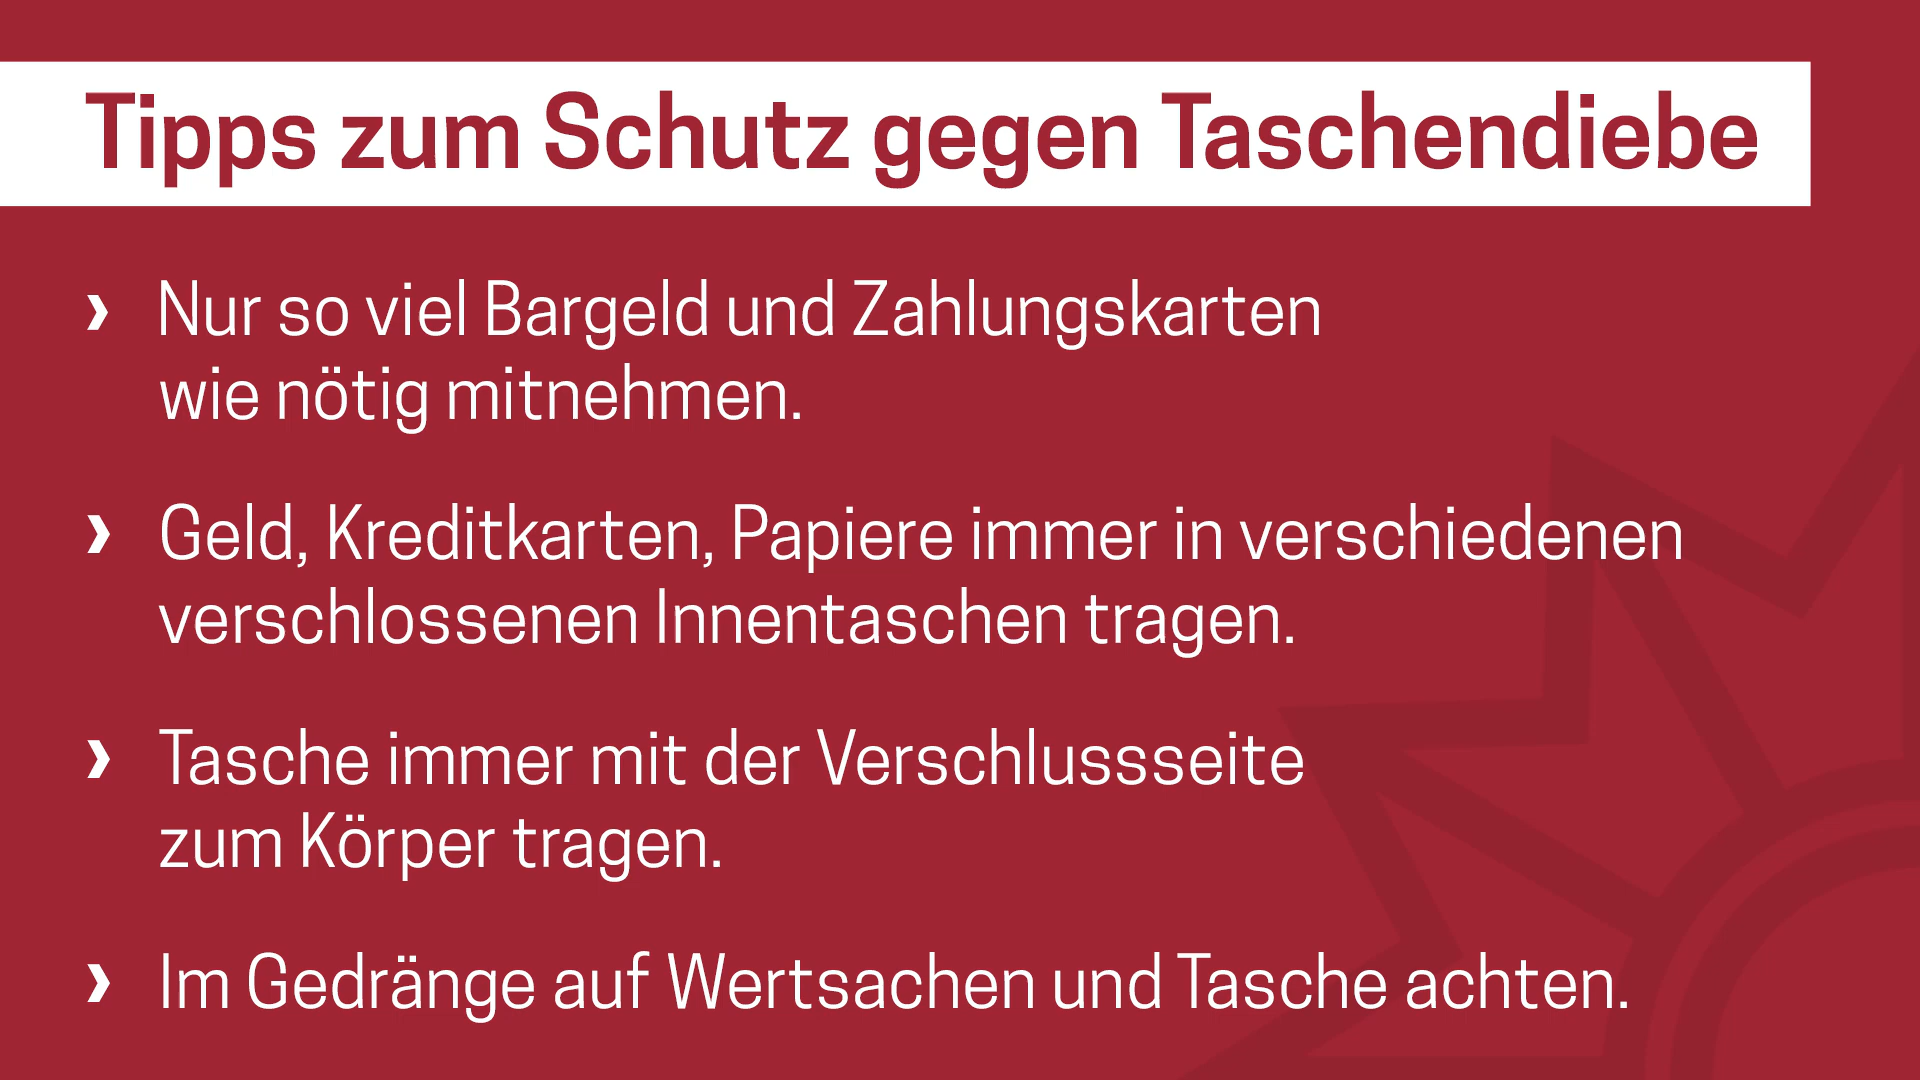 Tipps zum Schutz gegen Taschendiebe
Nur so viel Bargeld und Zahlungskarten
wie nötig mitnehmen.
Geld, Kreditkarten, Papiere immer in verschiedenen
verschlossenen Innentaschen tragen.
Tasche immer mit der Verschlussseite
zum Körper tragen.
Im Gedränge auf Wertsachen und Tasche achten.